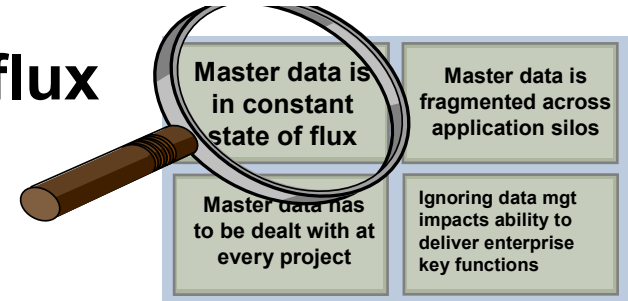 flux
Master data is
in constant
state of flux
Master data is
fragmented across
application silos
Master data has
to be dealt with at
every project
Ignoring data mgt
impacts ability to
deliver enterprise
key functions